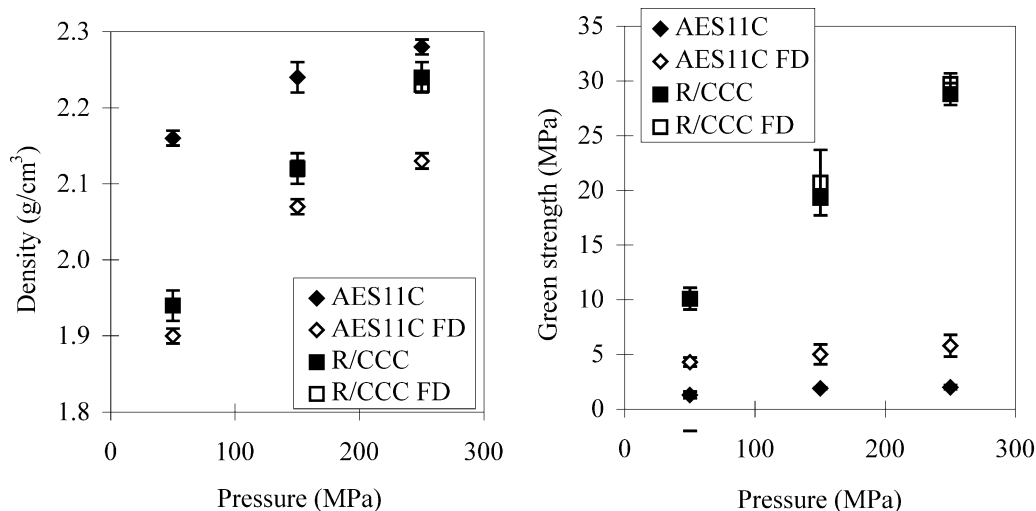 2.3
2.2
2.1
2.0
1.9
1.8
0
100
200
300
Density (g/cm³)
Pressure (MPa)
AES11C
AES11C FD
R/CCC
R/CCC FD
35
30
25
20
15
10
5
0
0
100
200
300
Green strength (MPa)
Pressure (MPa)
AES11C
AES11C FD
R/CCC
R/CCC FD